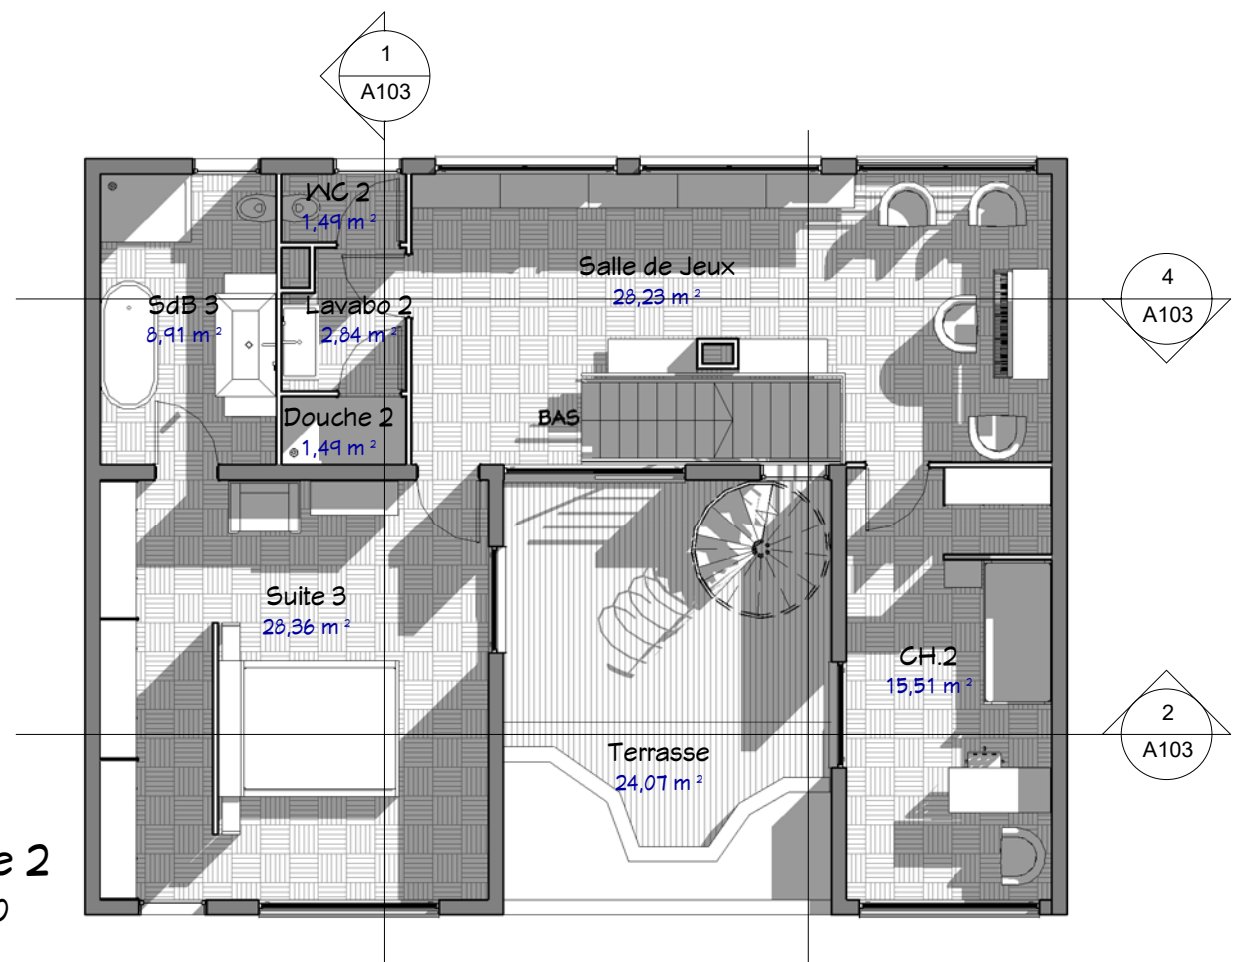 1
A103
WC 2
1,49 m²
Salle de Jeux
28,23 m²
4
A103
SdB 3
8,91 m²
Lavabo 2
2,84 m²
Douche 2
1,49 m²
BAS
Suite 3
28,36 m²
CH.2
15,51 m²
2
A103
Terrasse
24,07 m²
e 2
0